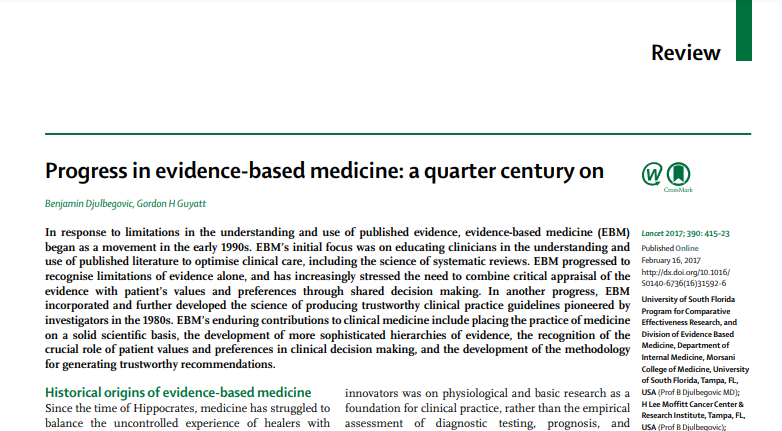 Review
Progress in evidence-based medicine: a quarter century on
Benjamin Djulbegovic, Gordon H Guyatt
In response to limitations in the understanding and use of published evidence, evidence-based medicine (EBM)
began as a movement in the early 1990s. EBM's initial focus was on educating clinicians in the understanding and
use of published literature to optimise clinical care, including the science of systematic reviews. EBM progressed to
recognise limitations of evidence alone, and has increasingly stressed the need to combine critical appraisal of the
evidence with patient's values and preferences through shared decision making. In another progress, EBM
incorporated and further developed the science of producing trustworthy clinical practice guidelines pioneered by
investigators in the 1980s. EBM's enduring contributions to clinical medicine include placing the practice of medicine
on a solid scientific basis, the development of more sophisticated hierarchies of evidence, the recognition of the
crucial role of patient values and preferences in clinical decision making, and the development of the methodology
for generating trustworthy recommendations.
Historical origins of evidence-based medicine
Since the time of Hippocrates, medicine has struggled to
balance the uncontrolled experience of healers with
innovators was on physiological and basic research as a
foundation for clinical practice, rather than the empirical
assessment of diagnostic testing, prognosis, and
CrossMark
Lancet 2017; 390: 415–23
Published Online
February 16, 2017
http://dx.doi.org/10.1016/
S0140-6736(16)31592-6
University of South Florida
Program for Comparative
Effectiveness Research, and
Division of Evidence Based
Medicine, Department of
Internal Medicine, Morsani
College of Medicine, University
of South Florida, Tampa, FL,
USA (Prof B Djulbegovic MD);
H Lee Moffitt Cancer Center &
Research Institute, Tampa, FL,
USA (Prof B Djulbegovic);